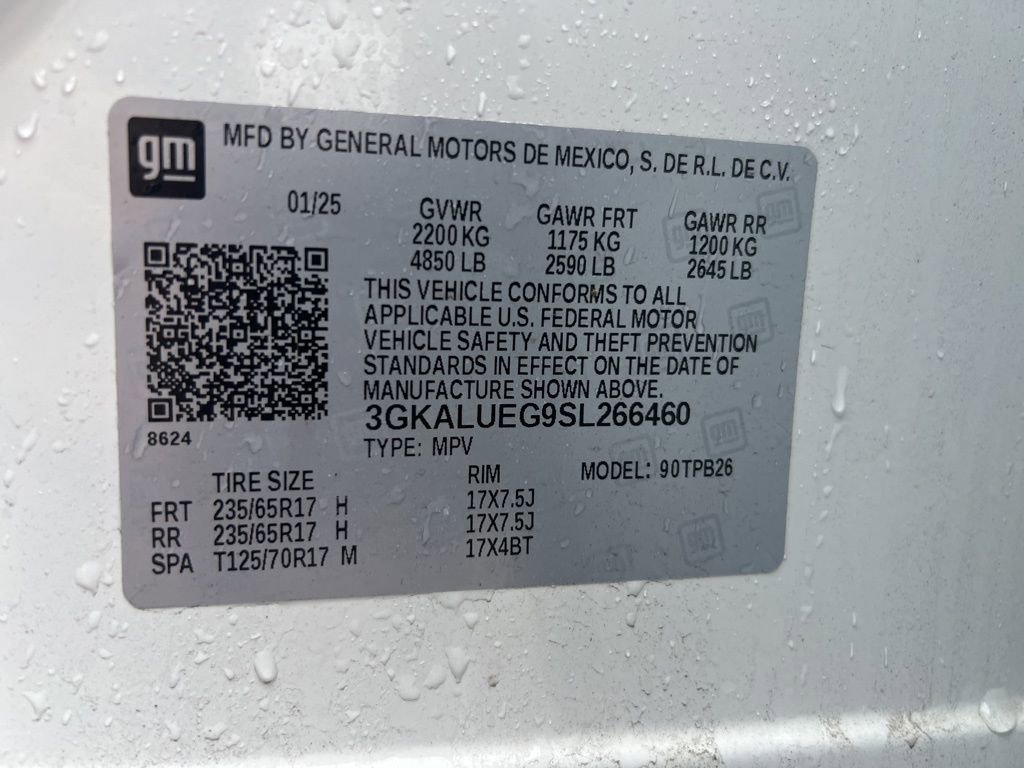 gm
MFD BY GENERAL MOTORS DE MEXICO, S. DE R.L. DE C.V.
01/25 GVWR GAWR FRT GAWR RR
2200 KG 1175 KG 1200 KG
4850 LB 2590 LB 2645 LB
THIS VEHICLE CONFORMS TO ALL
APPLICABLE U.S. FEDERAL MOTOR
VEHICLE SAFETY AND THEFT PREVENTION
STANDARDS IN EFFECT ON THE DATE OF
MANUFACTURE SHOWN ABOVE.
3GKALUEG9SL266460
8624
TYPE: MPV
TIRE SIZE RIM MODEL: 90TPB26
FRT 235/65R17 H 17X7.5J
RR 235/65R17 H 17X7.5J
SPA T125/70R17 M 17X4BT